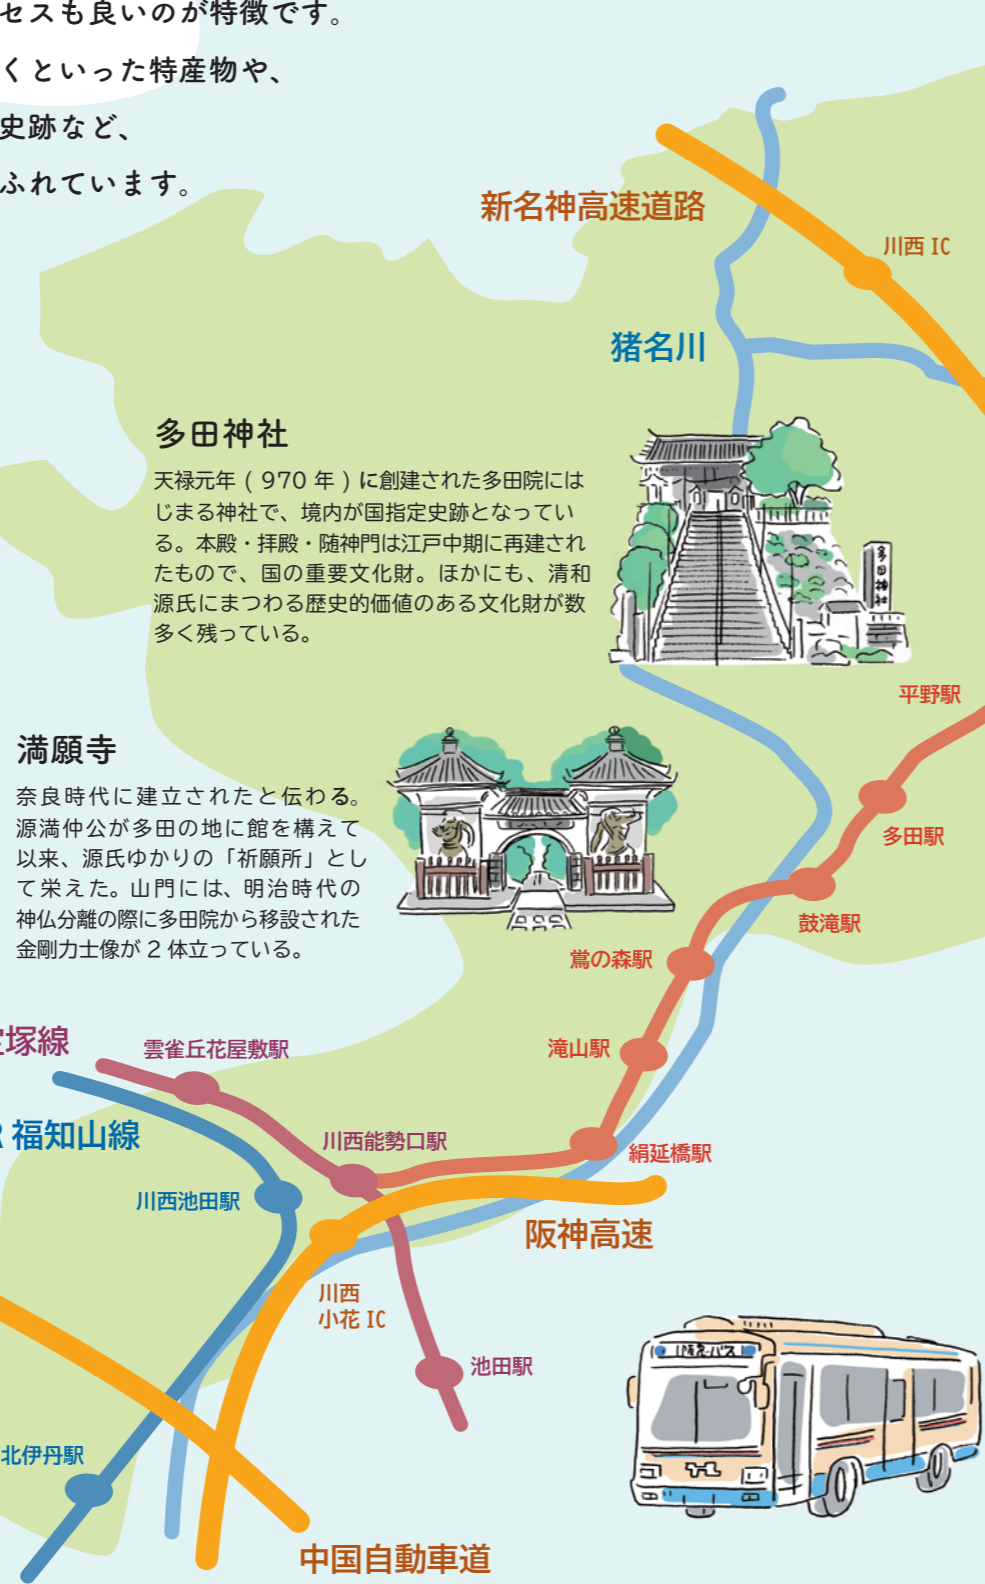 セスも良いのが特徴です。
くといった特産物や、
史跡など、
ふれています。
新名神高速道路
川西 IC
猪名川
多田神社
天禄元年 ( 970 年 ) に創建された多田院には
じまる神社で、境内が国指定史跡となってい
る。本殿・拝殿・随神門は江戸中期に再建され
たもので、国の重要文化財。ほかにも、清和
源氏にまつわる歴史的価値のある文化財が数
多く残っている。
多田神社
平野駅
満願寺
奈良時代に建立されたと伝わる。
源満仲公が多田の地に館を構えて
以来、源氏ゆかりの「祈願所」とし
て栄えた。山門には、明治時代の
神仏分離の際に多田院から移設された
金剛力士像が 2 体立っている。
多田駅
鼓滝駅
鴬の森駅
滝山駅
絹延橋駅
塚線
雲雀丘花屋敷駅
福知山線
川西能勢口駅
川西池田駅
阪神高速
川西
小花 IC
池田駅
阪急バス
北伊丹駅
中国自動車道